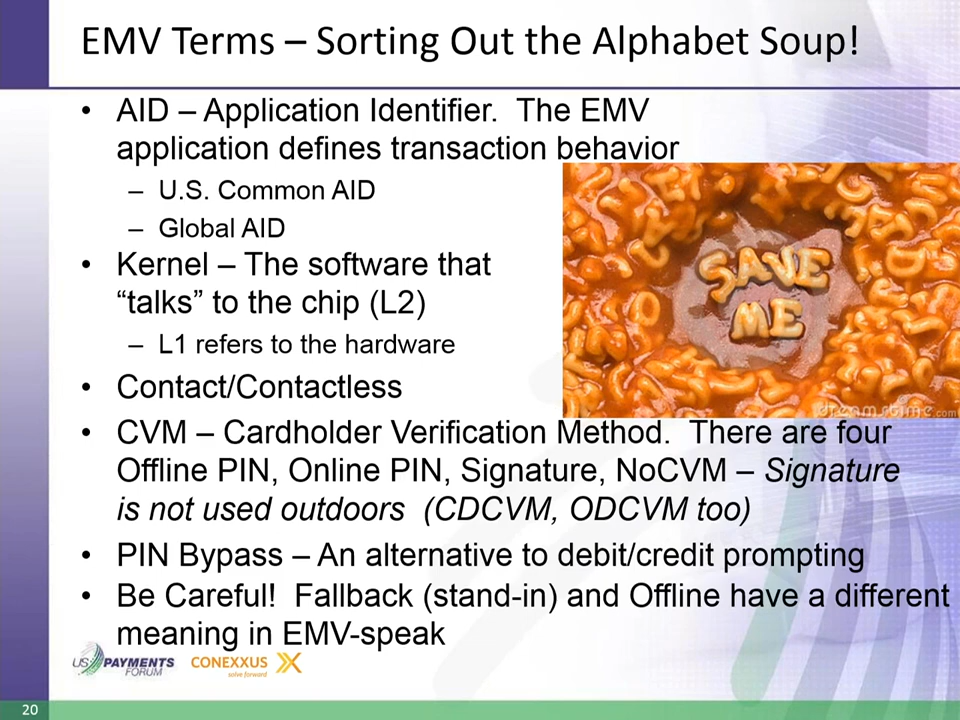 EMV Terms – Sorting Out the Alphabet Soup!
• AID – Application Identifier.  The EMV
application defines transaction behavior
– U.S. Common AID
– Global AID
• Kernel – The software that
“talks” to the chip (L2)
– L1 refers to the hardware
SAVE
ME
dreamstime.com
• Contact/Contactless
• CVM – Cardholder Verification Method.  There are four
Offline PIN, Online PIN, Signature, NoCVM – Signature
is not used outdoors  (CDCVM, ODCVM too)
• PIN Bypass – An alternative to debit/credit prompting
• Be Careful!  Fallback (stand-in) and Offline have a different
meaning in EMV-speak
US PAYMENTS
FORUM
CONEXXUS
solve forward
20